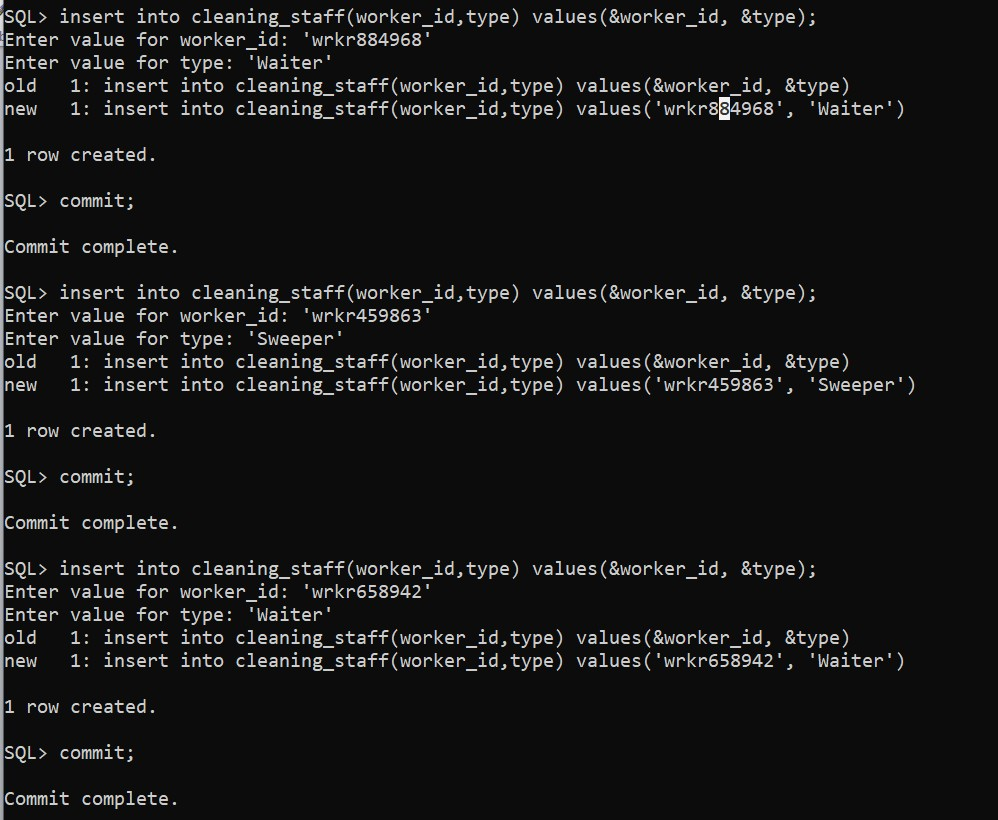 SQL> insert into cleaning_staff(worker_id,type) values(&worker_id, &type);
Enter value for worker_id: 'wrkr884968'
Enter value for type: 'Waiter'
old   1: insert into cleaning_staff(worker_id,type) values(&worker_id, &type)
new   1: insert into cleaning_staff(worker_id,type) values('wrkr884968', 'Waiter')
1 row created.
SQL> commit;
Commit complete.
SQL> insert into cleaning_staff(worker_id,type) values(&worker_id, &type);
Enter value for worker_id: 'wrkr459863'
Enter value for type: 'Sweeper'
old   1: insert into cleaning_staff(worker_id,type) values(&worker_id, &type)
new   1: insert into cleaning_staff(worker_id,type) values('wrkr459863', 'Sweeper')
1 row created.
SQL> commit;
Commit complete.
SQL> insert into cleaning_staff(worker_id,type) values(&worker_id, &type);
Enter value for worker_id: 'wrkr658942'
Enter value for type: 'Waiter'
old   1: insert into cleaning_staff(worker_id,type) values(&worker_id, &type)
new   1: insert into cleaning_staff(worker_id,type) values('wrkr658942', 'Waiter')
1 row created.
SQL> commit;
Commit complete.